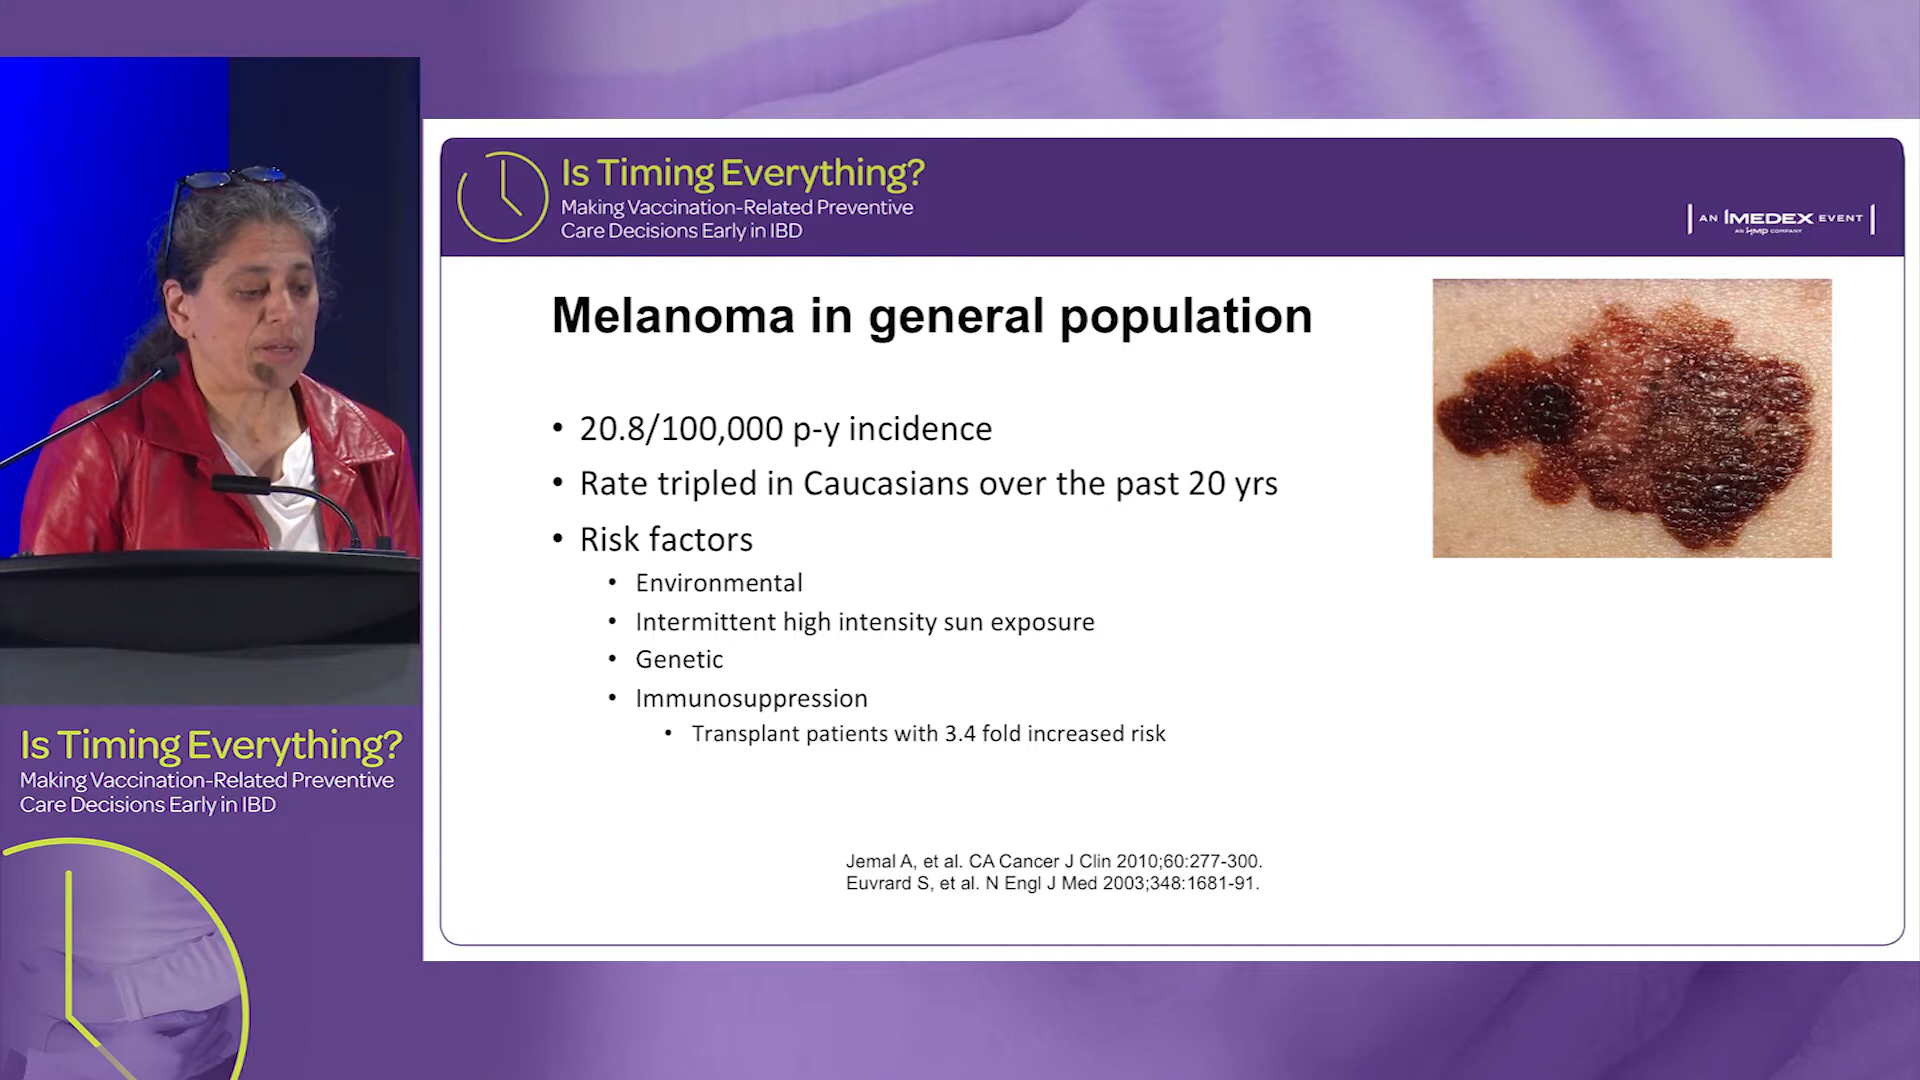 Is Timing Everything?
Making Vaccination-Related Preventive
Care Decisions Early in IBD
AN IMEDEX EVENT
AN HMP COMPANY
Melanoma in general population
• 20.8/100,000 p-y incidence
• Rate tripled in Caucasians over the past 20 yrs
• Risk factors
• Environmental
• Intermittent high intensity sun exposure
• Genetic
• Immunosuppression
• Transplant patients with 3.4 fold increased risk
Jemal A, et al. CA Cancer J Clin 2010;60:277-300.
Euvrard S, et al. N Engl J Med 2003;348:1681-91.
Is Timing Everything?
Making Vaccination-Related Preventive
Care Decisions Early in IBD